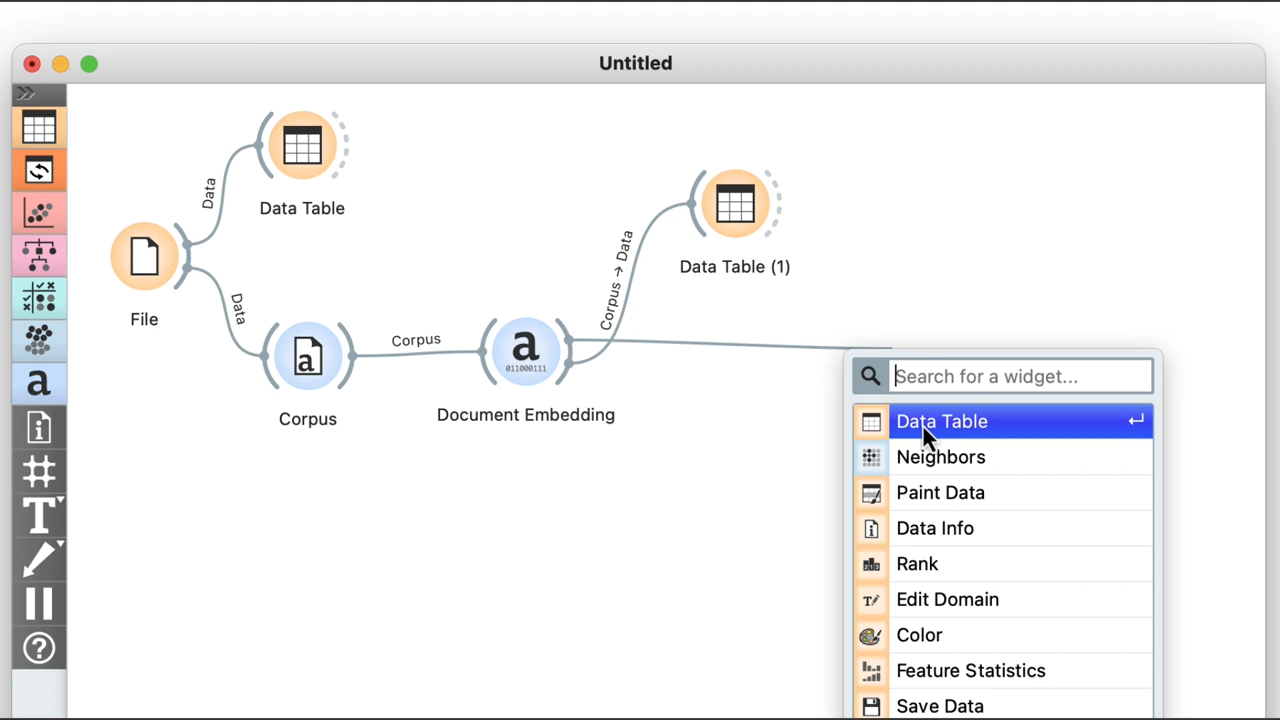 Untitled
Data Table
Data
Data Table (1)
Corpus → Data
File
Data
Corpus
Corpus
a
a
011000111
Document Embedding
a
T
Search for a widget...
Data Table
Neighbors
Paint Data
Data Info
Rank
Edit Domain
Color
Feature Statistics
Save Data